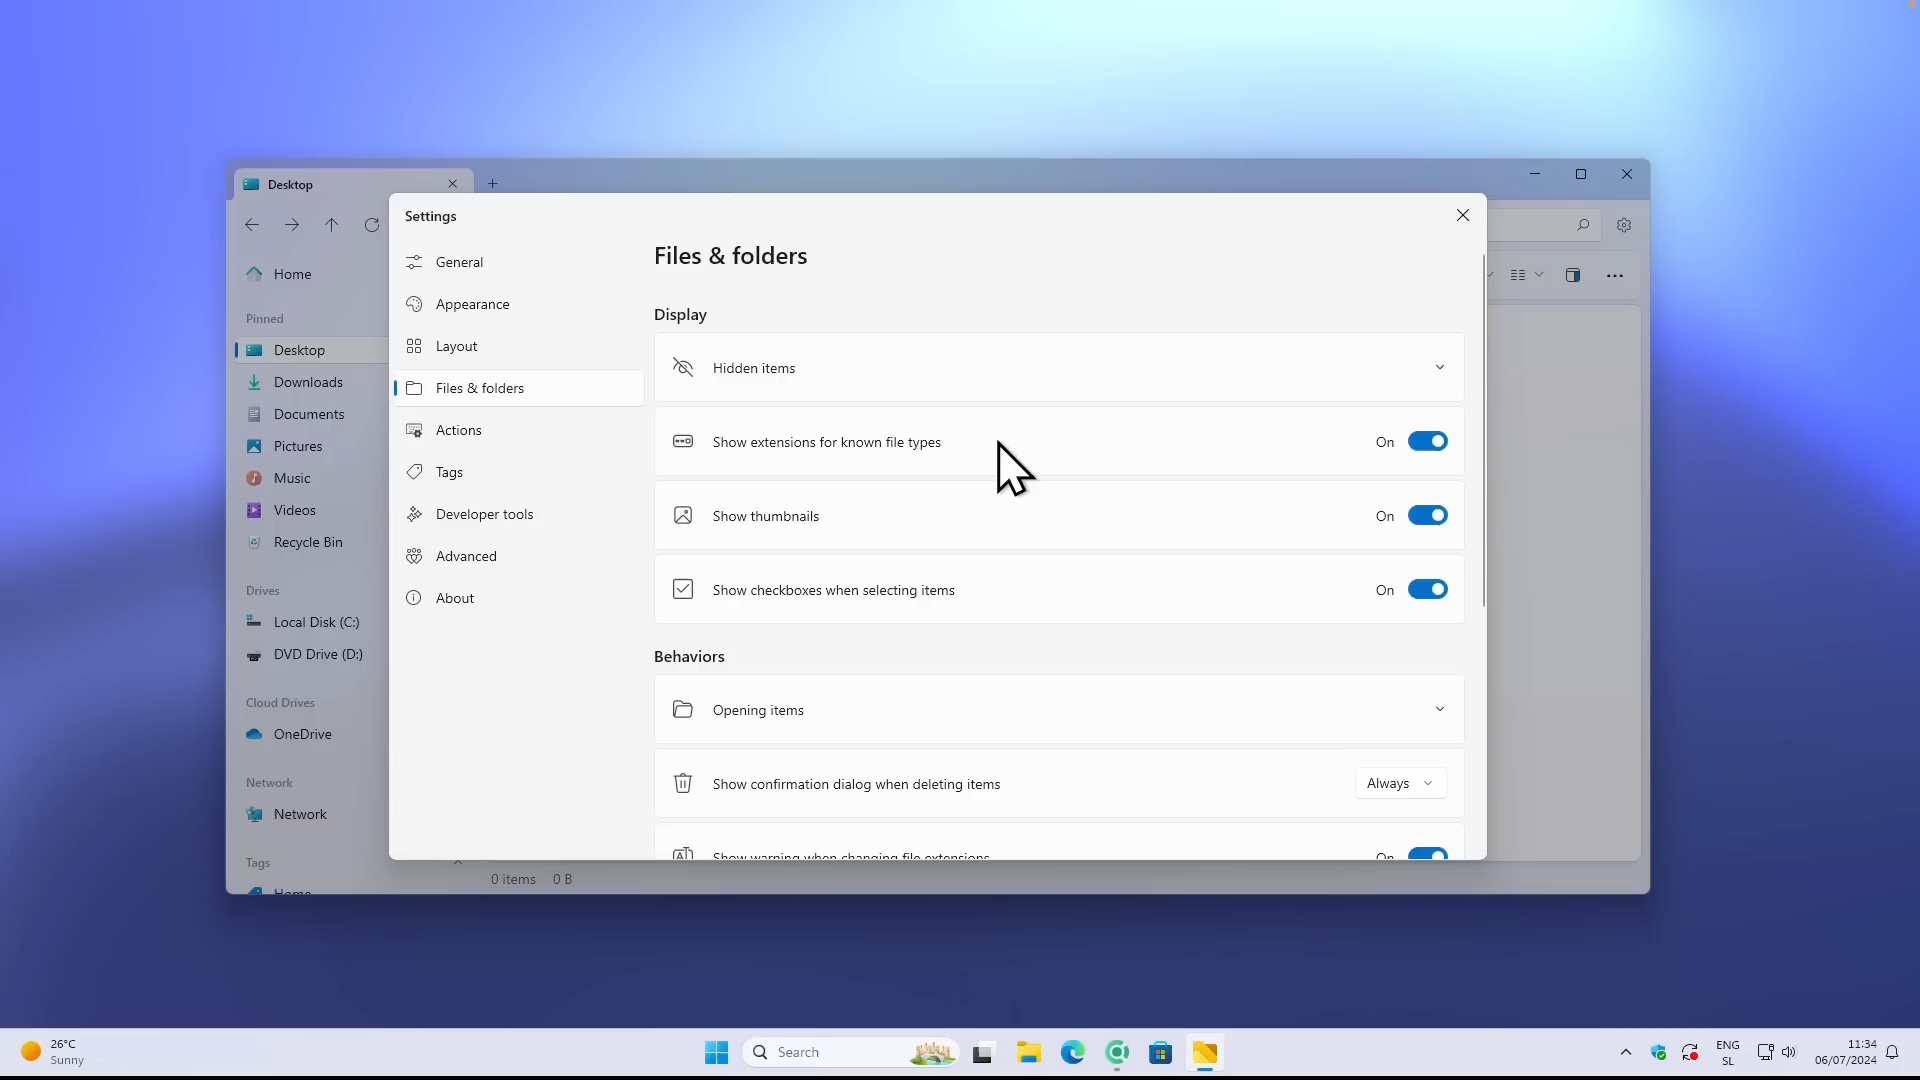 Desktop
Settings
Home
Pinned
Desktop
Downloads
Documents
Pictures
Music
Videos
Recycle Bin
Drives
Local Disk (C:)
DVD Drive (D:)
Cloud Drives
OneDrive
Network
Network
Tags
Home
General
Appearance
Layout
Files & folders
Actions
Tags
Developer tools
Advanced
About
Files & folders
Display
Hidden items
Show extensions for known file types On
Show thumbnails On
Show checkboxes when selecting items On
Behaviors
Opening items
Show confirmation dialog when deleting items Always
Show warning when changing file extensions On
0 items 0 B
26°C
Sunny
Search
ENG
SL
11:34
06/07/2024